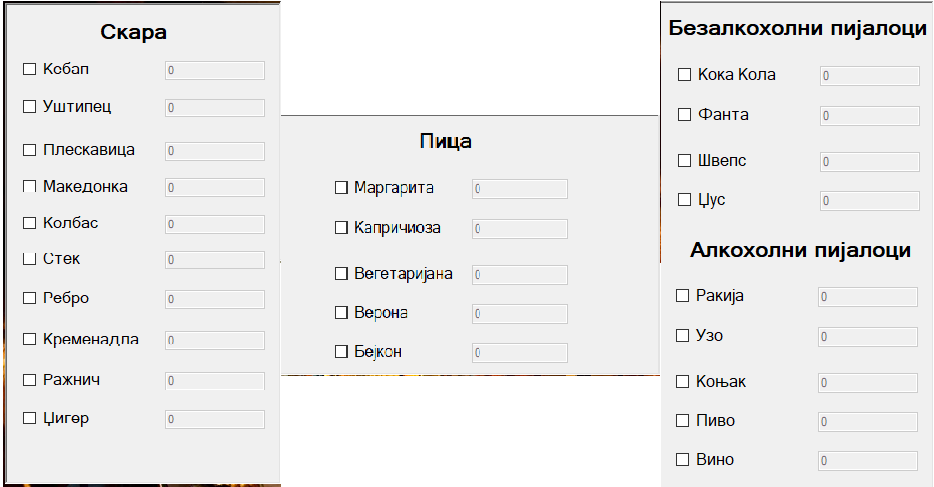 Скара
Кебап 0
Уштипец 0
Плескавица 0
Македонка 0
Колбас 0
Стек 0
Ребро 0
Кременадла 0
Ражнич 0
Џигер 0
Пица
Маргарита 0
Капричиоза 0
Вегетаријана 0
Верона 0
Бејкон 0
Безалкохолни пијалоци
Кока Кола 0
Фанта 0
Швепс 0
Џус 0
Алкохолни пијалоци
Ракија 0
Узо 0
Коњак 0
Пиво 0
Вино 0